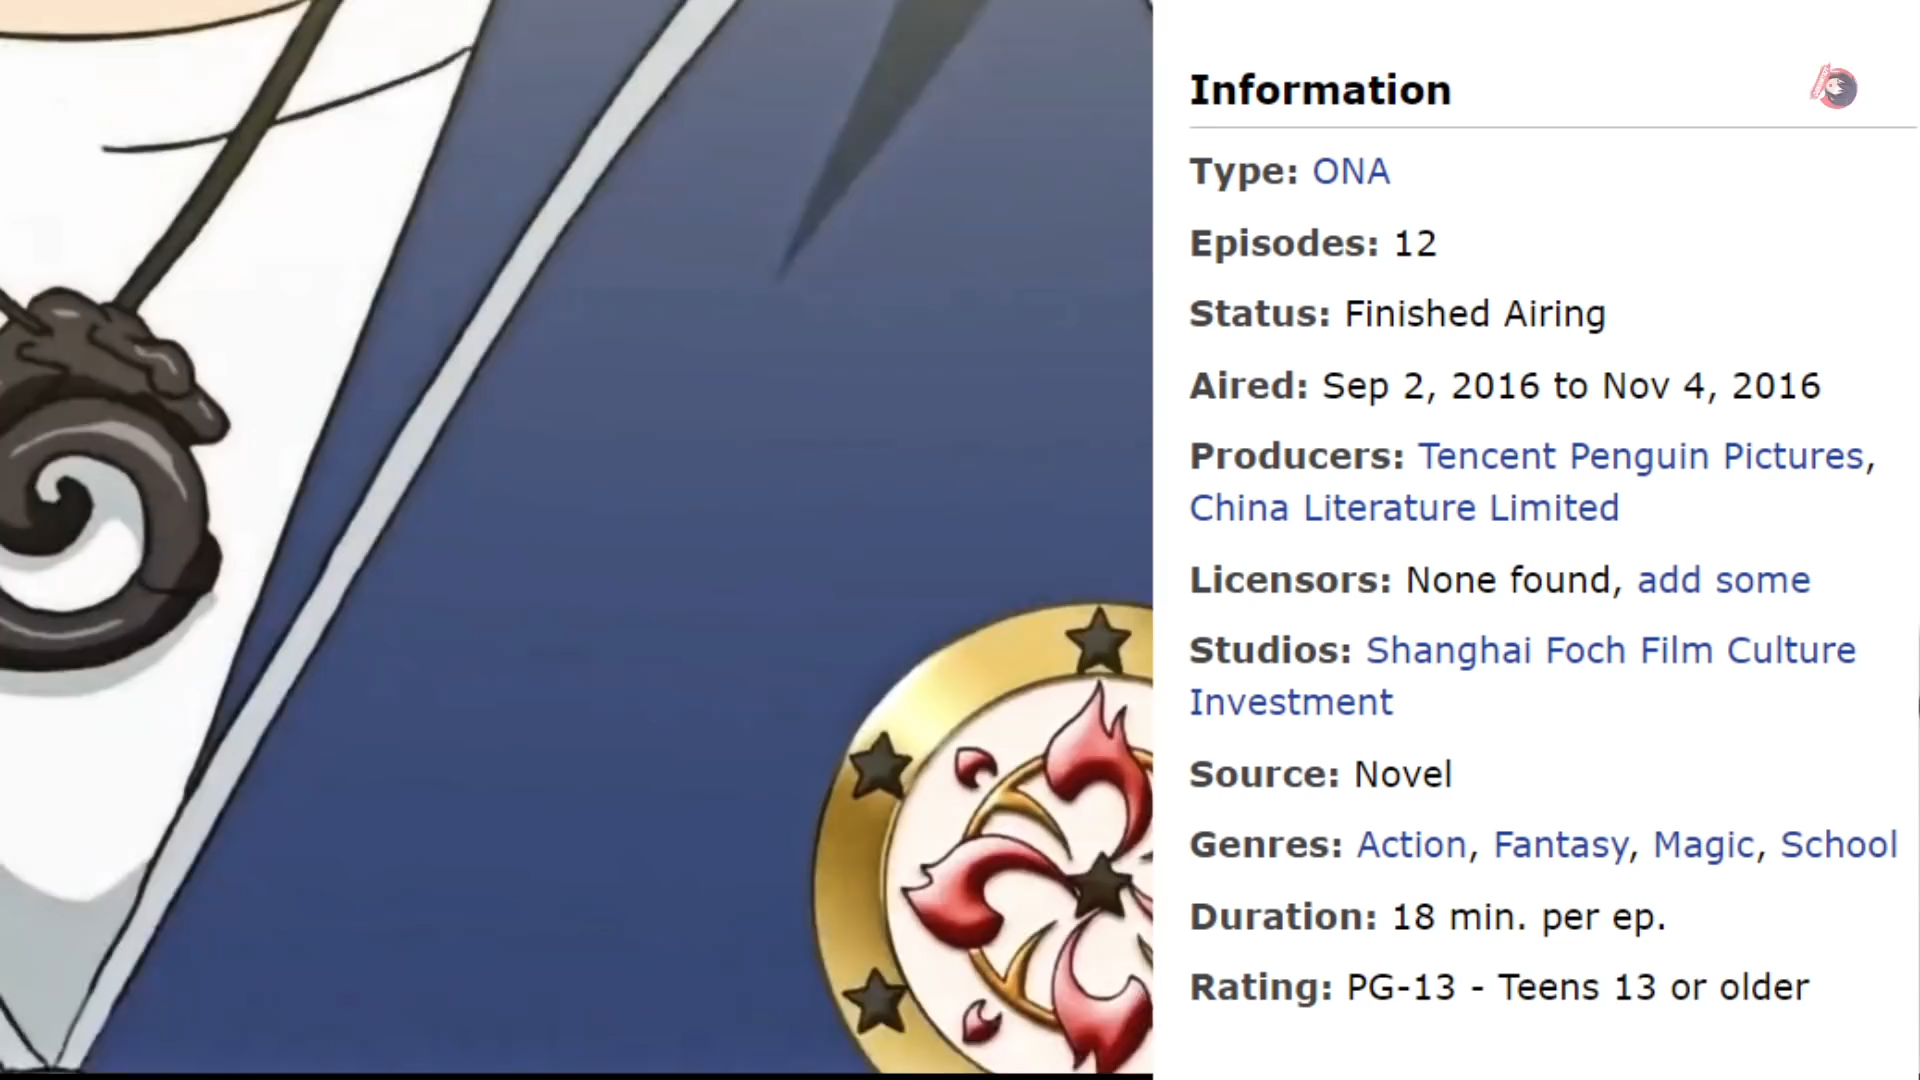 Information
Type: ONA
Episodes: 12
Status: Finished Airing
Aired: Sep 2, 2016 to Nov 4, 2016
Producers: Tencent Penguin Pictures,
China Literature Limited
Licensors: None found, add some
Studios: Shanghai Foch Film Culture
Investment
Source: Novel
Genres: Action, Fantasy, Magic, School
Duration: 18 min. per ep.
Rating: PG-13 - Teens 13 or older